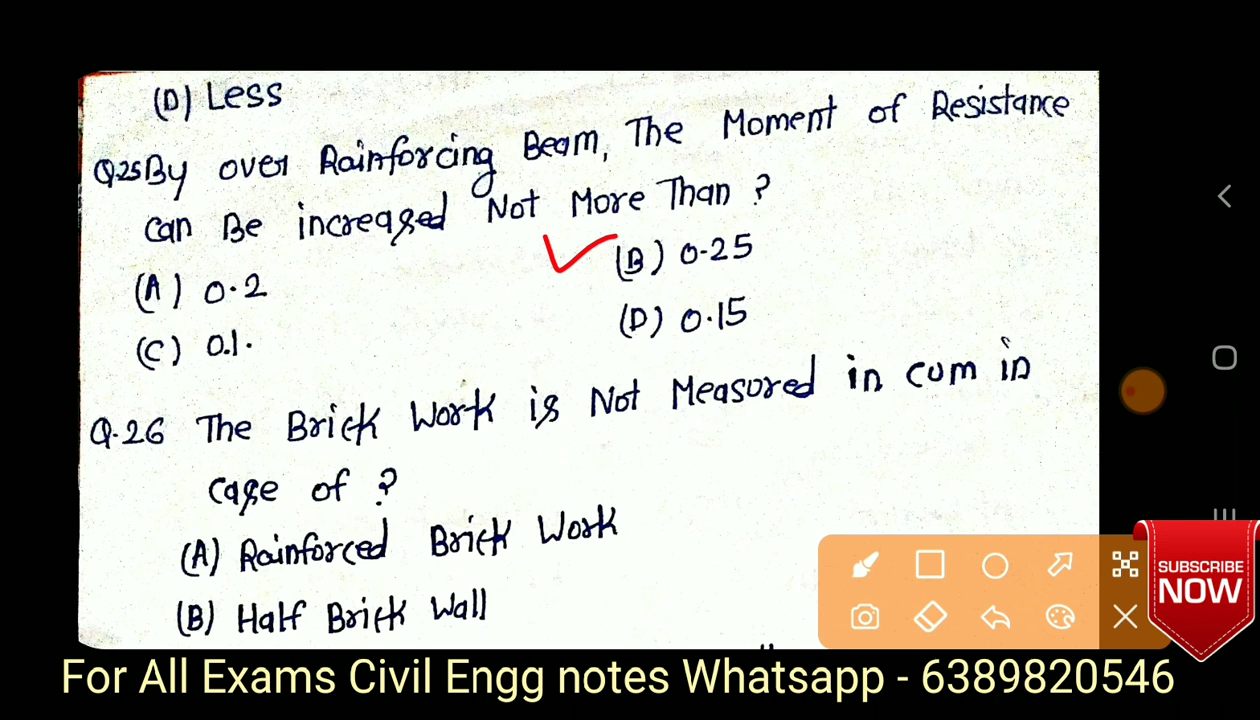 (D) Less
Q.25 By over Rainforcing Beam, The Moment of Resistance
can Be increased Not More Than ?
(A) 0.2
(B) 0.25
(C) 0.1.
(D) 0.15
Q.26 The Brick Work is Not Measured in cum in
case of ?
(A) Rainforced Brick Work
(B) Half Brick Wall
SUBSCRIBE
NOW
For All Exams Civil Engg notes Whatsapp - 6389820546